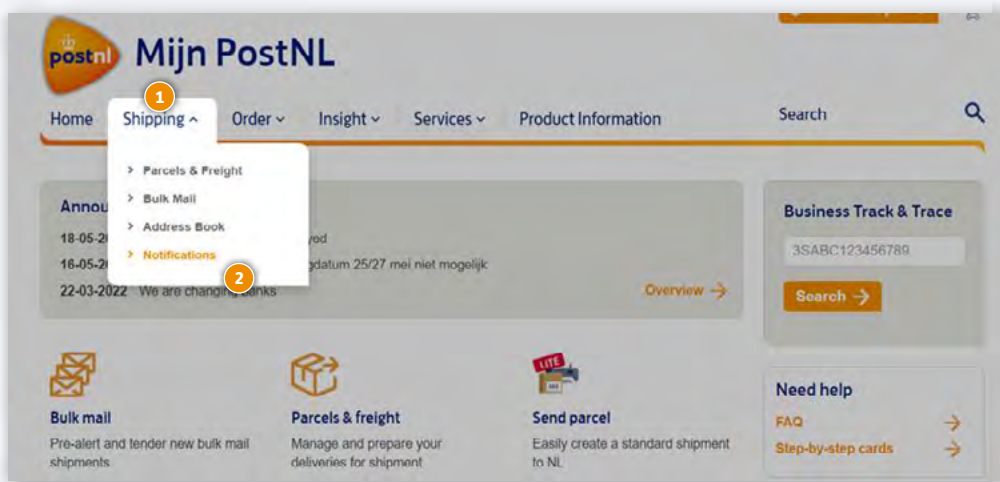 postnl
Mijn PostNL
1
Home Shipping Order Insight Services Product Information Search
Parcels & Freight
Bulk Mail
Address Book
Notifications
2
Annou
18-05-2 yed
16-05-2 gdatum 25/27 mei niet mogelijk
22-03-2022 We are changing banks
Overview
Business Track & Trace
3SABC123456789
Search
Bulk mail
Pre-alert and tender new bulk mail
shipments
Parcels & freight
Manage and prepare your
deliveries for shipment
LITE
Send parcel
Easily create a standard shipment
to NL
Need help
FAQ
Step-by-step cards